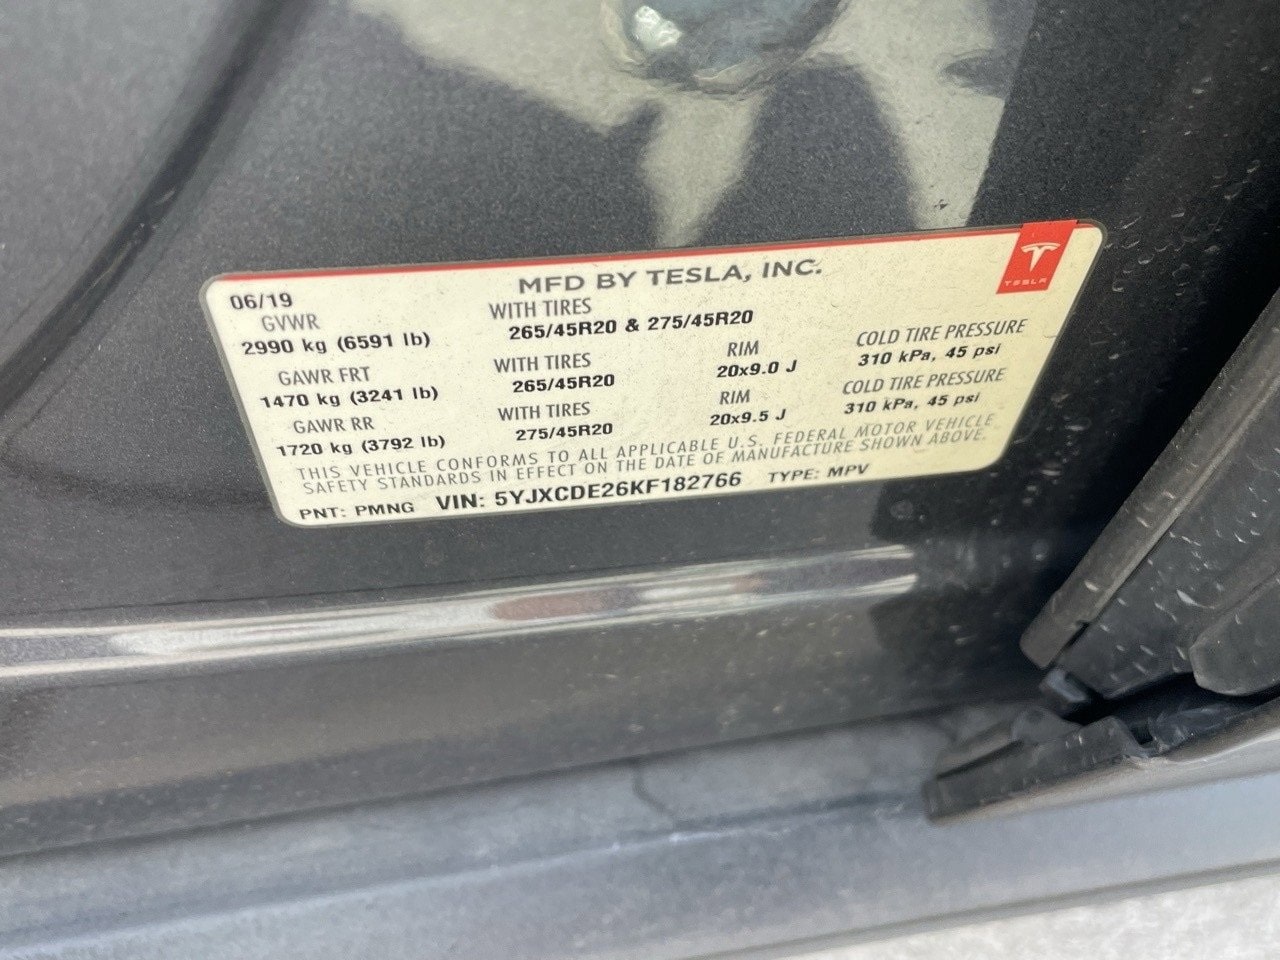 MFD BY TESLA, INC.
TESLA
06/19
GVWR WITH TIRES
2990 kg (6591 lb) 265/45R20 & 275/45R20
GAWR FRT WITH TIRES RIM COLD TIRE PRESSURE
1470 kg (3241 lb) 265/45R20 20x9.0 J 310 kPa, 45 psi
GAWR RR WITH TIRES RIM COLD TIRE PRESSURE
1720 kg (3792 lb) 275/45R20 20x9.5 J 310 kPa, 45 psi
THIS VEHICLE CONFORMS TO ALL APPLICABLE U.S. FEDERAL MOTOR VEHICLE
SAFETY STANDARDS IN EFFECT ON THE DATE OF MANUFACTURE SHOWN ABOVE.
PNT: PMNG VIN: 5YJXCDE26KF182766 TYPE: MPV